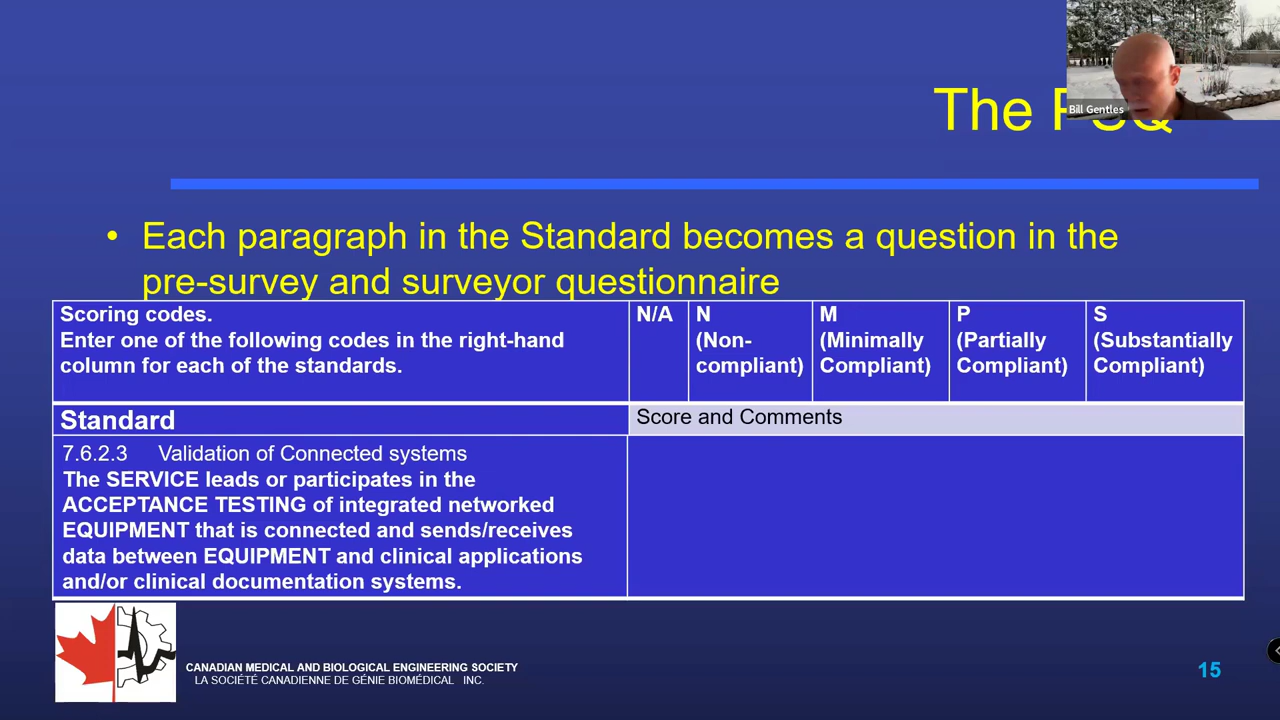 The
Bill Gentles
• Each paragraph in the Standard becomes a question in the
pre-survey and surveyor questionnaire
Scoring codes.
Enter one of the following codes in the right-hand
column for each of the standards.
N/A
N
(Non-
compliant)
M
(Minimally
Compliant)
P
(Partially
Compliant)
S
(Substantially
Compliant)
Standard
Score and Comments
7.6.2.3 Validation of Connected systems
The SERVICE leads or participates in the
ACCEPTANCE TESTING of integrated networked
EQUIPMENT that is connected and sends/receives
data between EQUIPMENT and clinical applications
and/or clinical documentation systems.
CANADIAN MEDICAL AND BIOLOGICAL ENGINEERING SOCIETY
LA SOCIÉTÉ CANADIENNE DE GÉNIE BIOMÉDICAL INC.
15